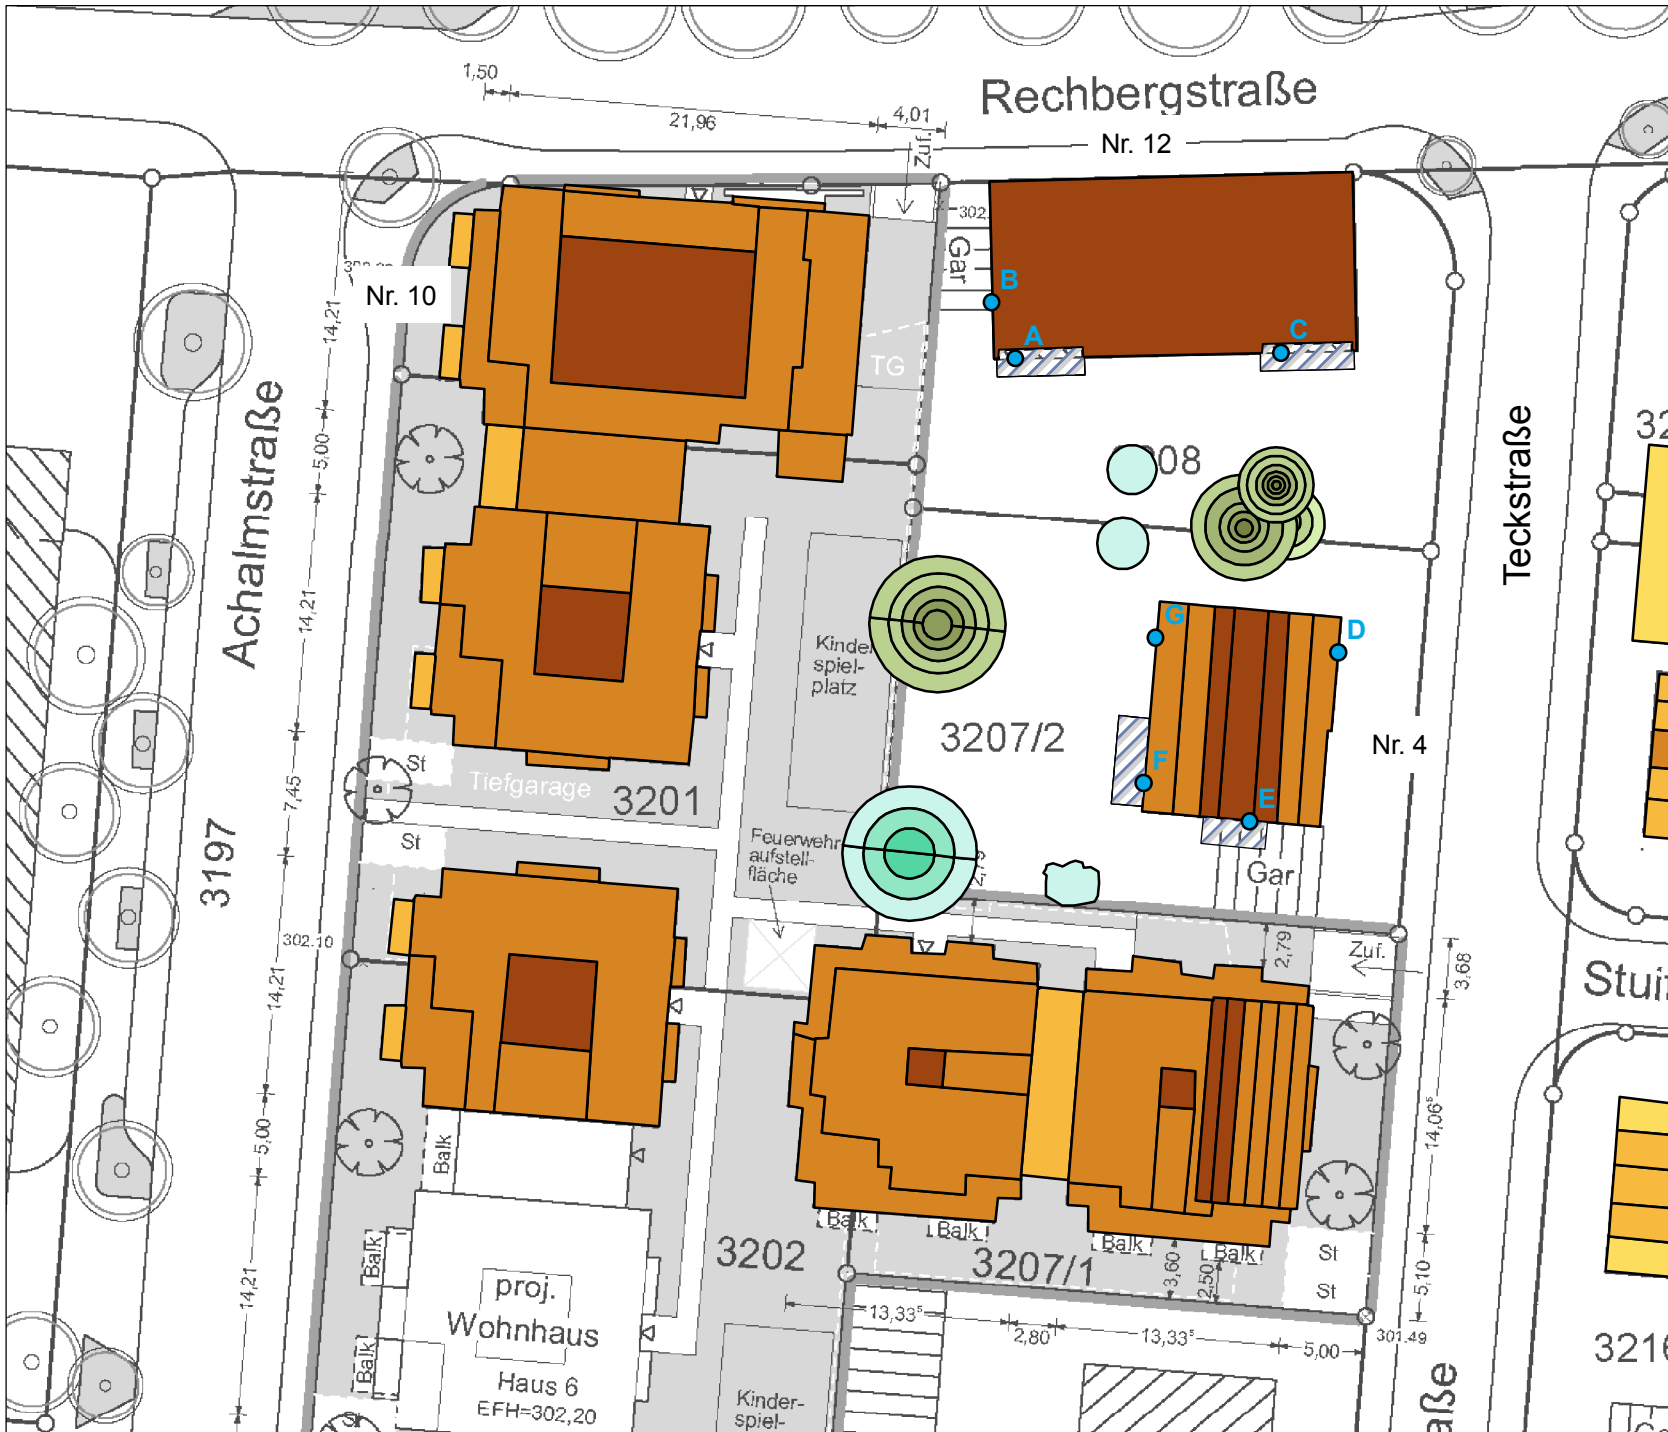 1,50
21,96
4,01
Rechbergstraße
Nr. 12
Zuf.
302.
Gar
B
A
C
Nr. 10
14,21
TG
5,00
Achalmstraße
Teckstraße
14,21
Kinder
spiel-
platz
G
D
3207/2
Nr. 4
F
E
St
Tiefgarage
3201
7,45
St
3197
Feuerwehr
aufstell-
fläche
Gar
302.10
2,79
Zuf.
3,68
14,21
5,00
14,06⁵
Balk
Balk
Balk
Balk
Balk
Balk
3202
3207/1
3,60
2,50
St
St
5,10
14,21
proj.
Wohnhaus
Haus 6
EFH=302,20
Balk
13,33⁵
2,80
13,33⁵
5,00
301.49
Kinder-
spiel-
St